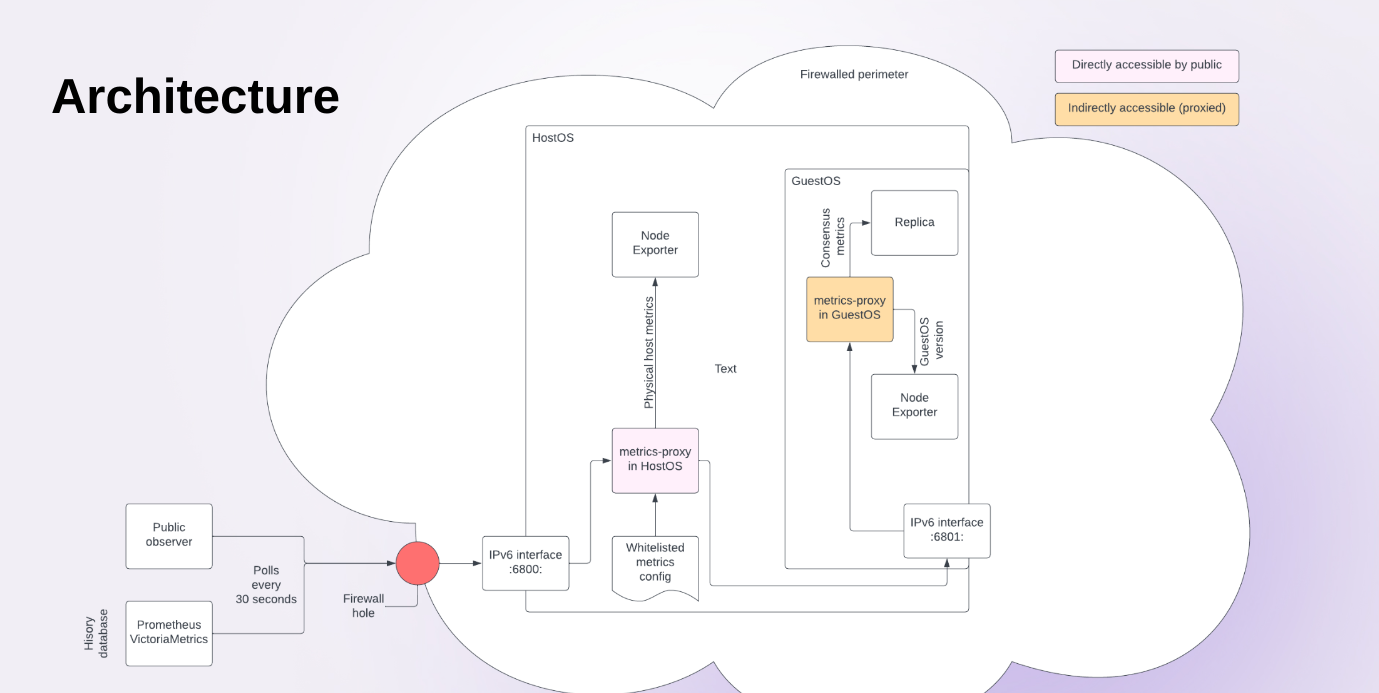 Architecture
Firewalled perimeter
Directly accessible by public
Indirectly accessible (proxied)
HostOS
GuestOS
Node
Exporter
Consensus
metrics
Replica
metrics-proxy
in GuestOS
Physical host metrics
GuestOS
version
Text
Node
Exporter
metrics-proxy
in HostOS
Public
observer
Polls
every
30 seconds
Firewall
hole
IPv6 interface
:6800:
Whitelisted
metrics
config
IPv6 interface
:6801:
Hisory
database
Prometheus
VictoriaMetrics